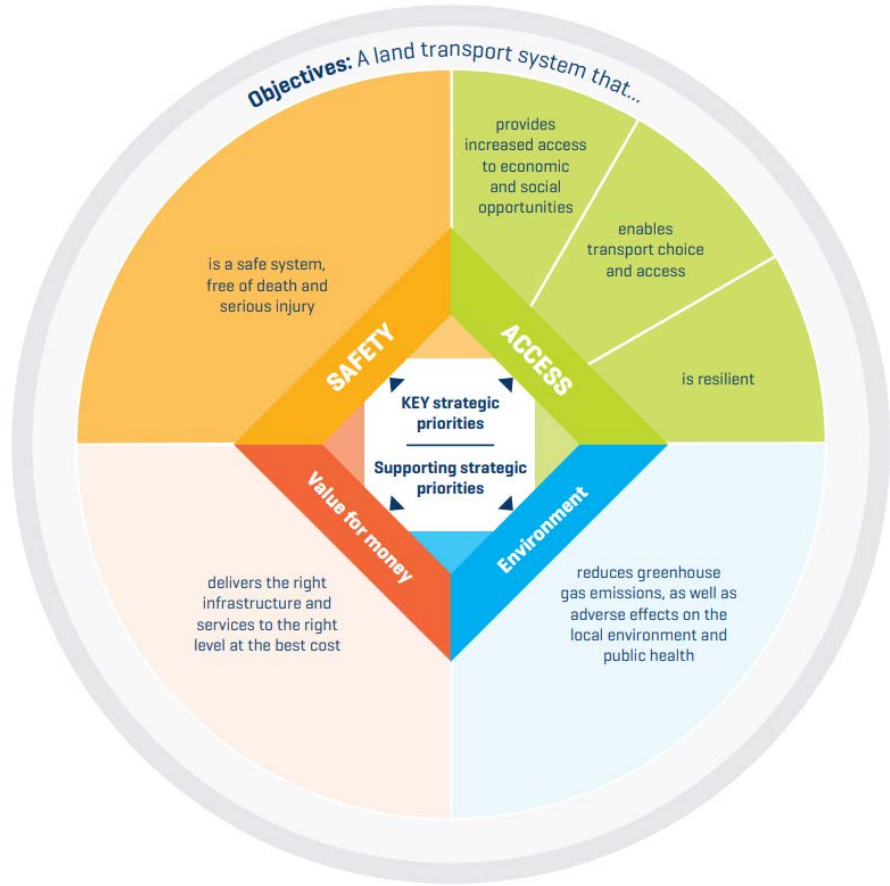 Objectives: A land transport system that...
provides
increased access
to economic
and social
opportunities
enables
transport choice
and access
is resilient
is a safe system,
free of death and
serious injury
SAFETY
ACCESS
KEY strategic
priorities
Supporting strategic
priorities
Value for money
Environment
delivers the right
infrastructure and
services to the right
level at the best cost
reduces greenhouse
gas emissions, as well as
adverse effects on the
local environment and
public health